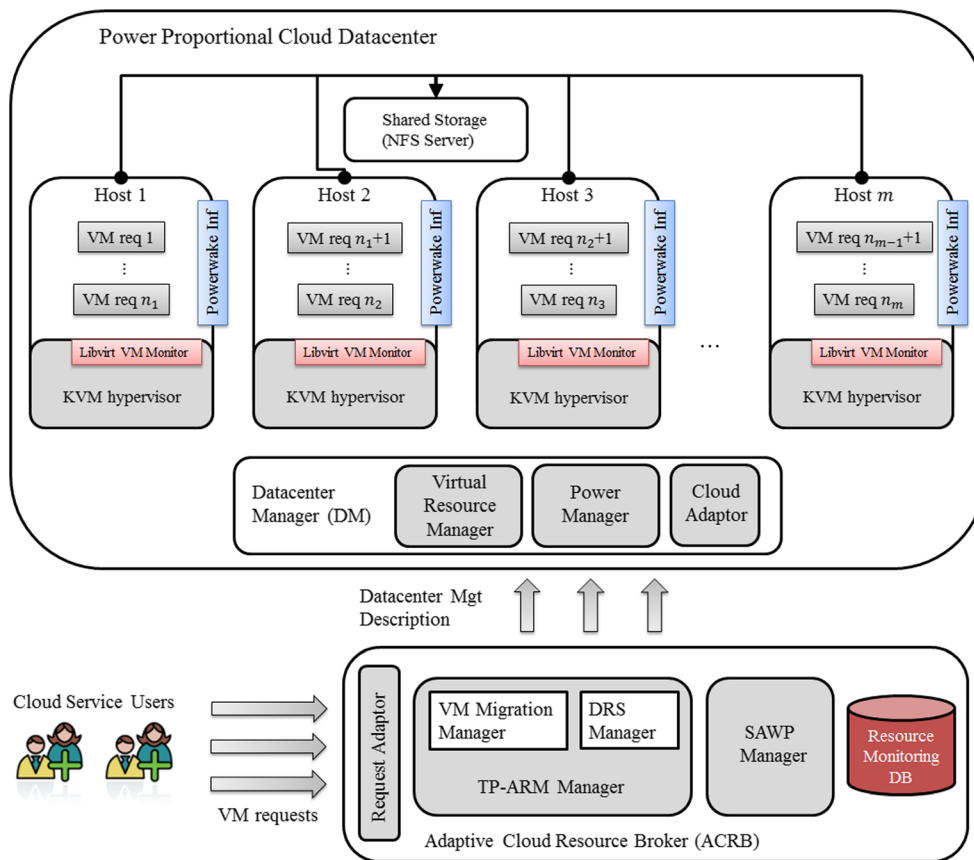 Power Proportional Cloud Datacenter
Shared Storage
(NFS Server)
Host 1
VM req 1
⋮
VM req n₁
Powerwake Inf
Libvirt VM Monitor
KVM hypervisor
Host 2
VM req n₁+1
⋮
VM req n₂
Powerwake Inf
Libvirt VM Monitor
KVM hypervisor
Host 3
VM req n₂+1
⋮
VM req n₃
Powerwake Inf
Libvirt VM Monitor
KVM hypervisor
…
Host m
VM req nₘ₋₁+1
⋮
VM req nₘ
Powerwake Inf
Libvirt VM Monitor
KVM hypervisor
Datacenter
Manager (DM)
Virtual
Resource
Manager
Power
Manager
Cloud
Adaptor
Datacenter Mgt
Description
Cloud Service Users
VM requests
Request Adaptor
VM Migration
Manager
DRS
Manager
TP-ARM Manager
SAWP
Manager
Resource
Monitoring
DB
Adaptive Cloud Resource Broker (ACRB)